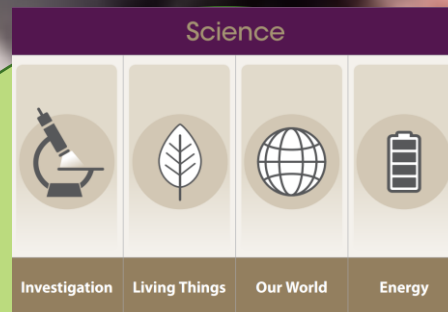 Science
Investigation
Living Things
Our World
Energy